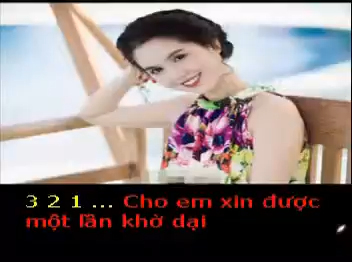 3 2 1 ... Cho em xin được
một lần khờ dại